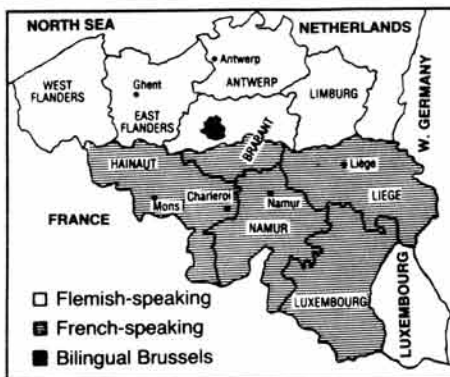 NORTH SEA
NETHERLANDS
Antwerp
WEST
FLANDERS
Ghent
ANTWERP
LIMBURG
EAST
FLANDERS
W. GERMANY
BRABANT
HAINAUT
Liège
Mons
Charleroi
Namur
LIEGE
FRANCE
NAMUR
LUXEMBOURG
LUXEMBOURG
Flemish-speaking
French-speaking
Bilingual Brussels